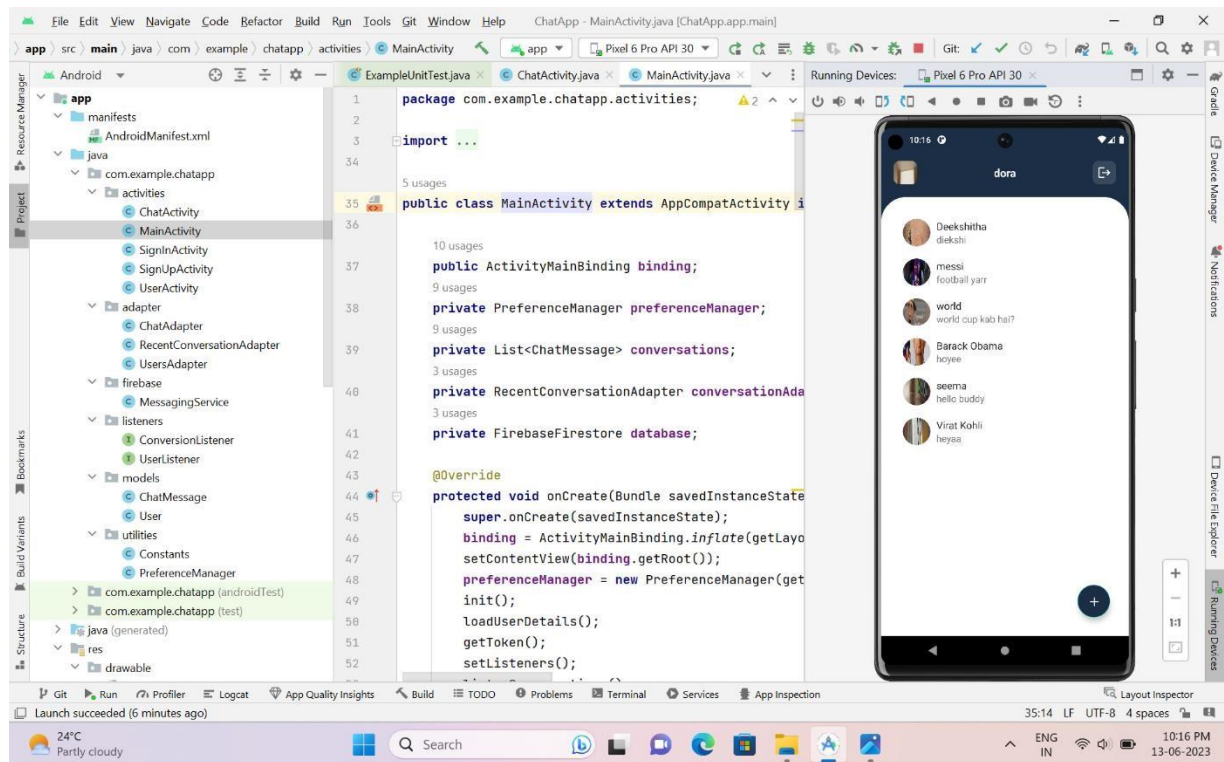 File Edit View Navigate Code Refactor Build Run Tools Git Window Help ChatApp - MainActivity.java [ChatApp.app.main]
app src main java com example chatapp activities MainActivity app Pixel 6 Pro API 30 Git:
Android
ExampleUnitTest.java ChatActivity.java MainActivity.java
Running Devices: Pixel 6 Pro API 30
Resource Manager
Project
Bookmarks
Build Variants
Structure
app
manifests
AndroidManifest.xml
java
com.example.chatapp
activities
ChatActivity
MainActivity
SignInActivity
SignUpActivity
UserActivity
adapter
ChatAdapter
RecentConversationAdapter
UsersAdapter
firebase
MessagingService
listeners
ConversionListener
UserListener
models
ChatMessage
User
utilities
Constants
PreferenceManager
com.example.chatapp (androidTest)
com.example.chatapp (test)
java (generated)
res
drawable
1 package com.example.chatapp.activities; 2
2
3 import ...
34
5 usages
35 public class MainActivity extends AppCompatActivity i
36
10 usages
37 public ActivityMainBinding binding;
9 usages
38 private PreferenceManager preferenceManager;
9 usages
39 private List<ChatMessage> conversations;
3 usages
40 private RecentConversationAdapter conversationAda
3 usages
41 private FirebaseFirestore database;
42
43 @Override
44 protected void onCreate(Bundle savedInstanceState
45 super.onCreate(savedInstanceState);
46 binding = ActivityMainBinding.inflate(getLayo
47 setContentView(binding.getRoot());
48 preferenceManager = new PreferenceManager(get
49 init();
50 loadUserDetails();
51 getToken();
52 setListeners();
10:16
dora
Deekshitha
diekshi
messi
football yarr
world
world cup kab hai?
Barack Obama
hoyee
seema
hello buddy
Virat Kohli
heyaa
+
+
−
1:1
Gradle
Device Manager
Notifications
Device File Explorer
Running Devices
Git Run Profiler Logcat App Quality Insights Build TODO Problems Terminal Services App Inspection Layout Inspector
Launch succeeded (6 minutes ago) 35:14 LF UTF-8 4 spaces
24°C
Partly cloudy
Search
ENG
IN
10:16 PM
13-06-2023